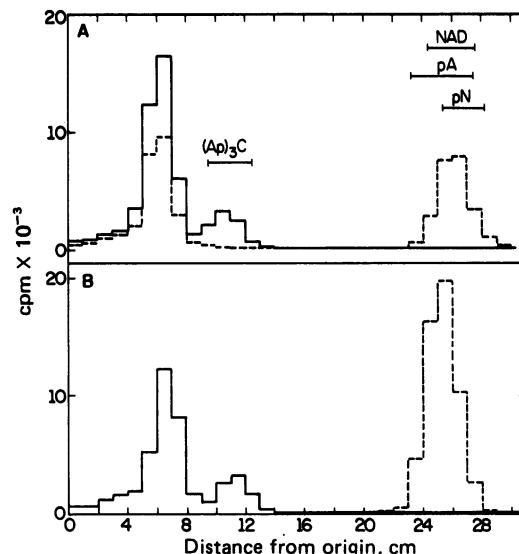 A
20
10
0
NAD
pA
pN
(Ap)₃C
cpm X 10⁻³
B
20
10
0
0 4 8 12 16 20 24 28
Distance from origin, cm